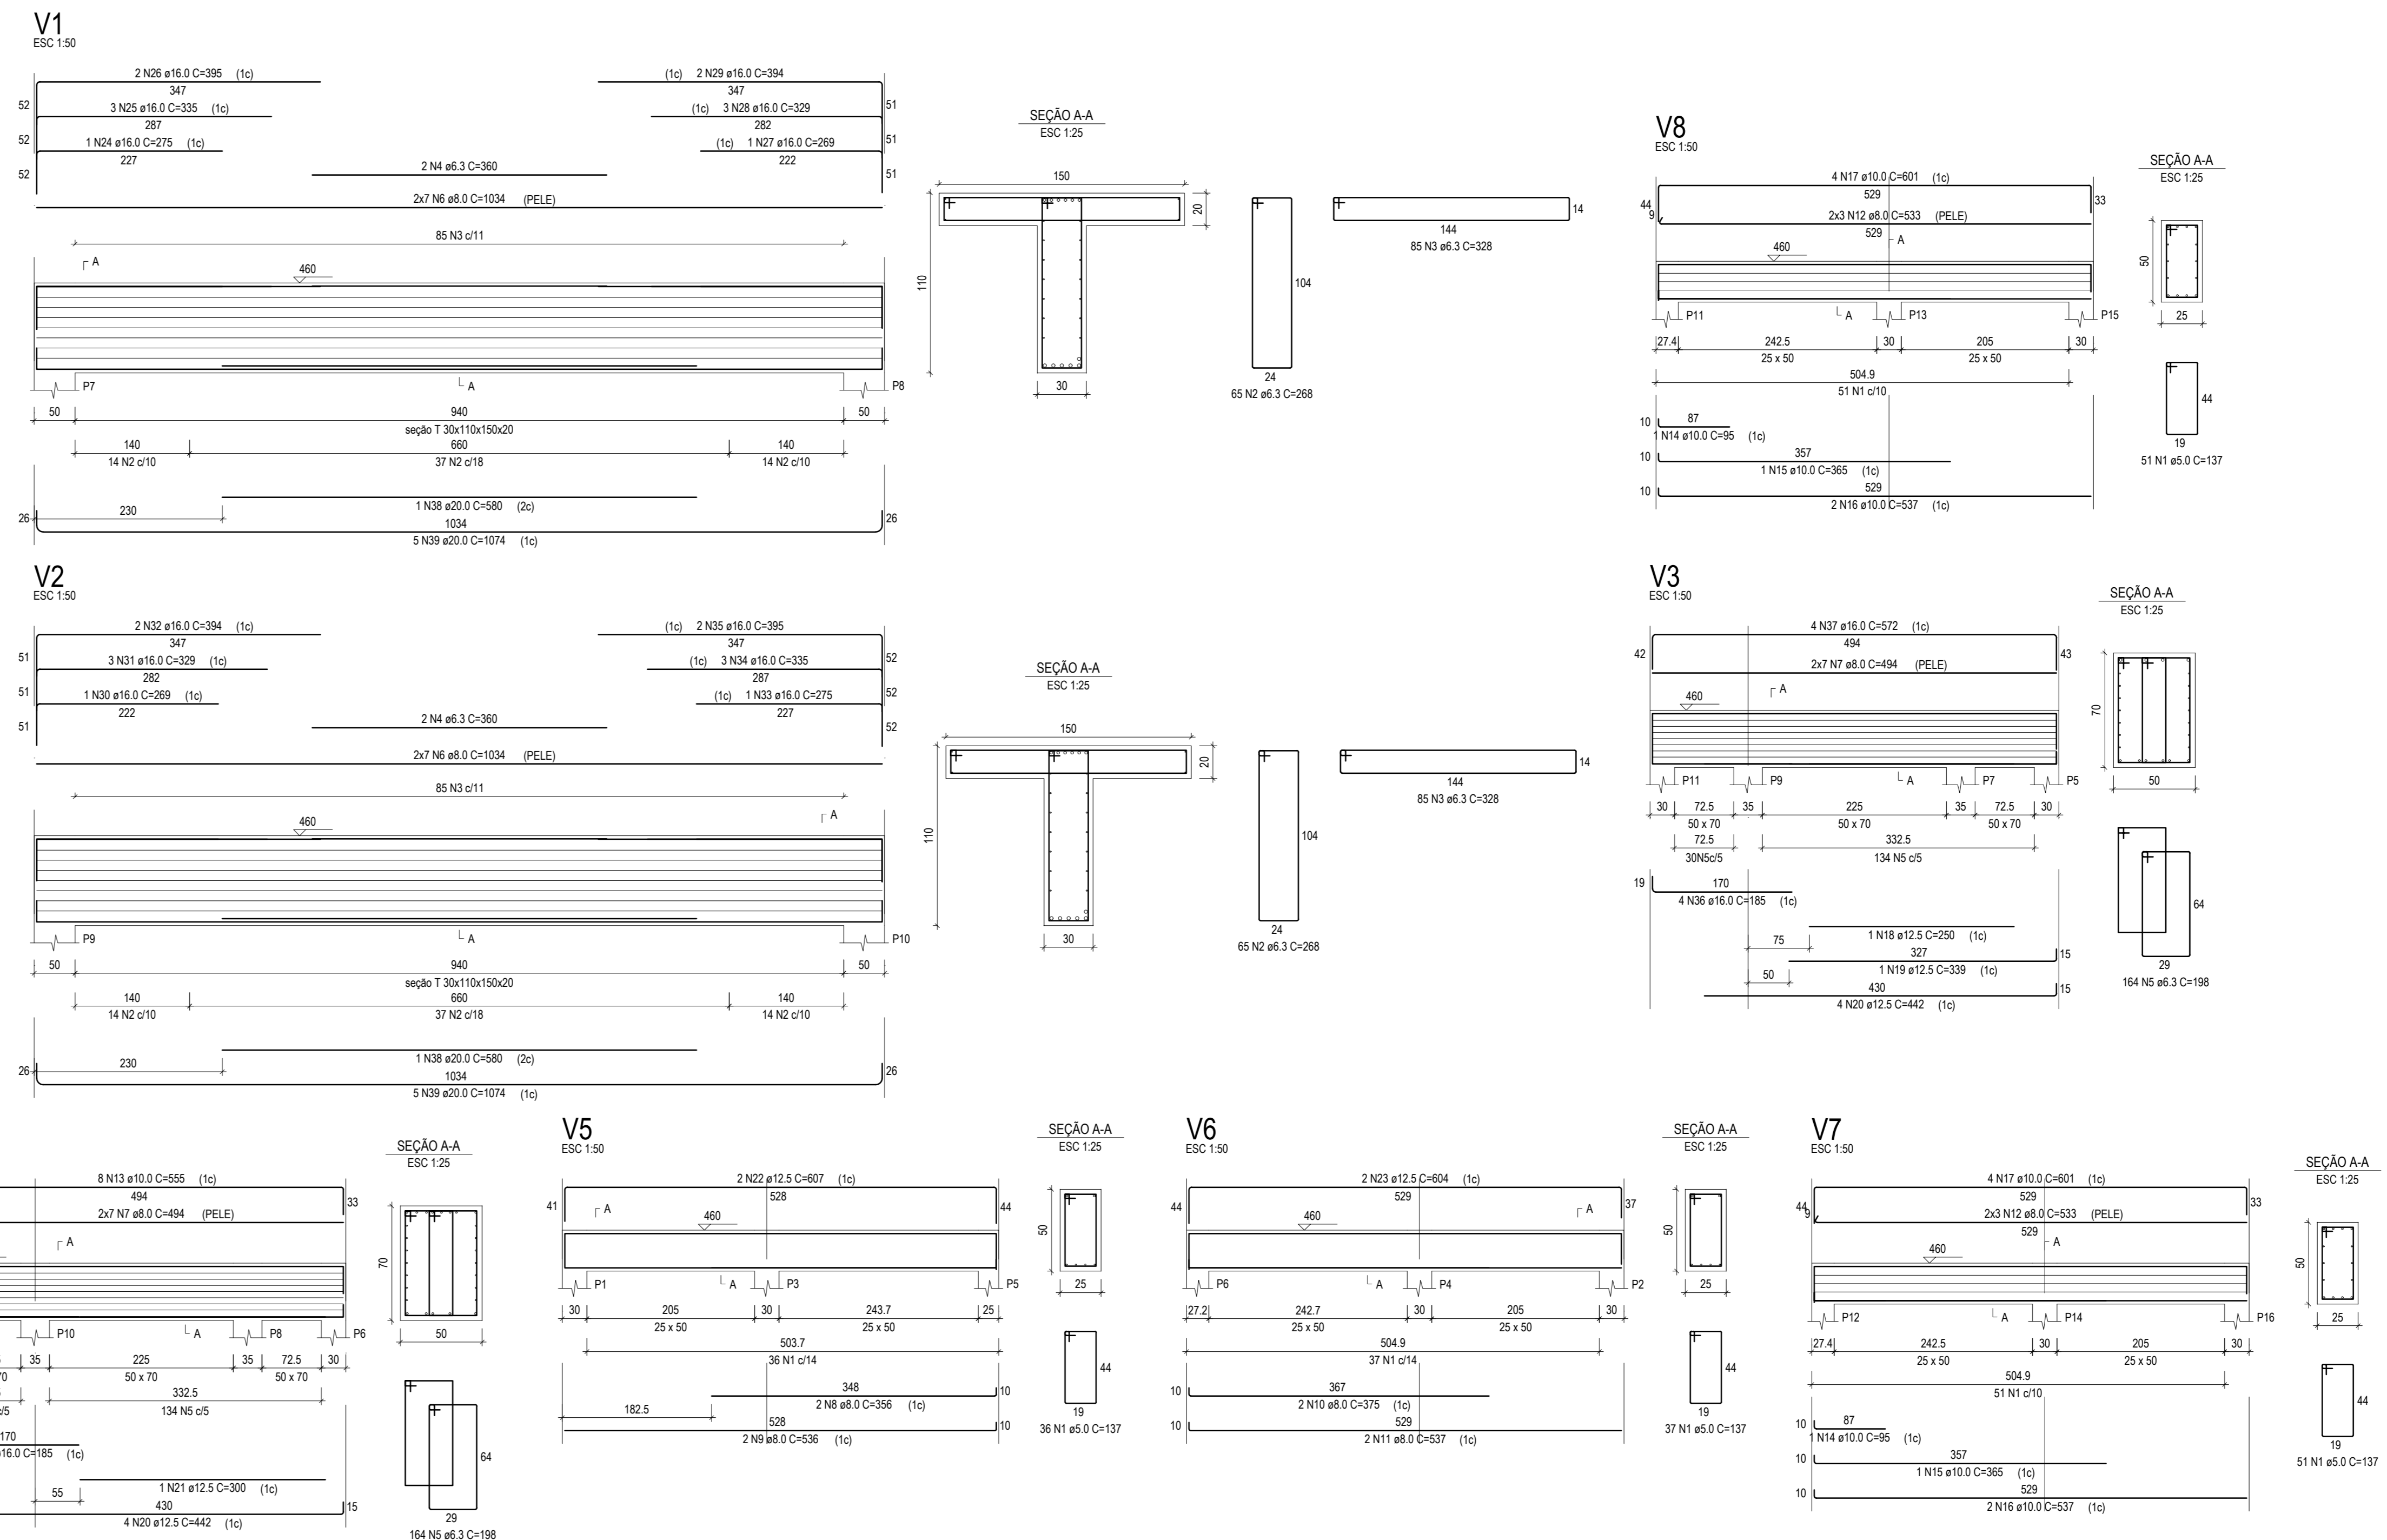 V1
ESC 1:50
2 N26 ø16.0 C=395 (1c)
347
52
3 N25 ø16.0 C=335 (1c)
287
52
1 N24 ø16.0 C=275 (1c)
227
52
(1c) 2 N29 ø16.0 C=394
347
51
(1c) 3 N28 ø16.0 C=329
282
51
(1c) 1 N27 ø16.0 C=269
222
51
2 N4 ø6.3 C=360
2x7 N6 ø8.0 C=1034 (PELE)
85 N3 c/11
A
460
P7
A
P8
50
940
50
seção T 30x110x150x20
140
660
140
14 N2 c/10
37 N2 c/18
14 N2 c/10
230
1 N38 ø20.0 C=580 (2c)
26
1034
26
5 N39 ø20.0 C=1074 (1c)
SEÇÃO A-A
ESC 1:25
150
20
110
30
104
24
65 N2 ø6.3 C=268
14
144
85 N3 ø6.3 C=328
V8
ESC 1:50
4 N17 ø10.0 C=601 (1c)
529
44
33
9
2x3 N12 ø8.0 C=533 (PELE)
529
A
460
P11
A
P13
P15
27.4
242.5
30
205
30
25 x 50
25 x 50
504.9
51 N1 c/10
10
87
1 N14 ø10.0 C=95 (1c)
10
357
1 N15 ø10.0 C=365 (1c)
10
529
2 N16 ø10.0 C=537 (1c)
SEÇÃO A-A
ESC 1:25
50
25
44
19
51 N1 ø5.0 C=137
V2
ESC 1:50
2 N32 ø16.0 C=394 (1c)
347
51
3 N31 ø16.0 C=329 (1c)
282
51
1 N30 ø16.0 C=269 (1c)
222
51
(1c) 2 N35 ø16.0 C=395
347
52
(1c) 3 N34 ø16.0 C=335
287
52
(1c) 1 N33 ø16.0 C=275
227
52
2 N4 ø6.3 C=360
2x7 N6 ø8.0 C=1034 (PELE)
85 N3 c/11
A
460
P9
A
P10
50
940
50
seção T 30x110x150x20
140
660
140
14 N2 c/10
37 N2 c/18
14 N2 c/10
230
1 N38 ø20.0 C=580 (2c)
26
1034
26
5 N39 ø20.0 C=1074 (1c)
SEÇÃO A-A
ESC 1:25
150
20
110
30
104
24
65 N2 ø6.3 C=268
14
144
85 N3 ø6.3 C=328
V3
ESC 1:50
4 N37 ø16.0 C=572 (1c)
42
494
43
2x7 N7 ø8.0 C=494 (PELE)
A
460
P11
P9
A
P7
P5
30
72.5
35
225
35
72.5
30
50 x 70
50 x 70
50 x 70
72.5
332.5
30N5c/5
134 N5 c/5
19
170
4 N36 ø16.0 C=185 (1c)
75
1 N18 ø12.5 C=250 (1c)
327
15
50
1 N19 ø12.5 C=339 (1c)
430
15
4 N20 ø12.5 C=442 (1c)
SEÇÃO A-A
ESC 1:25
70
50
64
29
164 N5 ø6.3 C=198
8 N13 ø10.0 C=555 (1c)
494
33
2x7 N7 ø8.0 C=494 (PELE)
A
P10
A
P8
P6
35
225
35
72.5
30
50 x 70
50 x 70
332.5
c/5
134 N5 c/5
170
ø16.0 C=185 (1c)
55
1 N21 ø12.5 C=300 (1c)
430
15
4 N20 ø12.5 C=442 (1c)
SEÇÃO A-A
ESC 1:25
70
50
64
29
164 N5 ø6.3 C=198
V5
ESC 1:50
2 N22 ø12.5 C=607 (1c)
41
528
44
A
460
P1
A
P3
P5
30
205
30
243.7
25
25 x 50
25 x 50
503.7
36 N1 c/14
348
10
182.5
2 N8 ø8.0 C=356 (1c)
528
10
2 N9 ø8.0 C=536 (1c)
SEÇÃO A-A
ESC 1:25
50
25
44
19
36 N1 ø5.0 C=137
V6
ESC 1:50
2 N23 ø12.5 C=604 (1c)
44
529
37
A
460
P6
A
P4
P2
27.2
242.7
30
205
30
25 x 50
25 x 50
504.9
37 N1 c/14
10
367
2 N10 ø8.0 C=375 (1c)
10
529
2 N11 ø8.0 C=537 (1c)
SEÇÃO A-A
ESC 1:25
50
25
44
19
37 N1 ø5.0 C=137
V7
ESC 1:50
4 N17 ø10.0 C=601 (1c)
529
44
33
9
2x3 N12 ø8.0 C=533 (PELE)
529
A
460
P12
A
P14
P16
27.4
242.5
30
205
30
25 x 50
25 x 50
504.9
51 N1 c/10
10
87
1 N14 ø10.0 C=95 (1c)
10
357
1 N15 ø10.0 C=365 (1c)
10
529
2 N16 ø10.0 C=537 (1c)
SEÇÃO A-A
ESC 1:25
50
25
44
19
51 N1 ø5.0 C=137